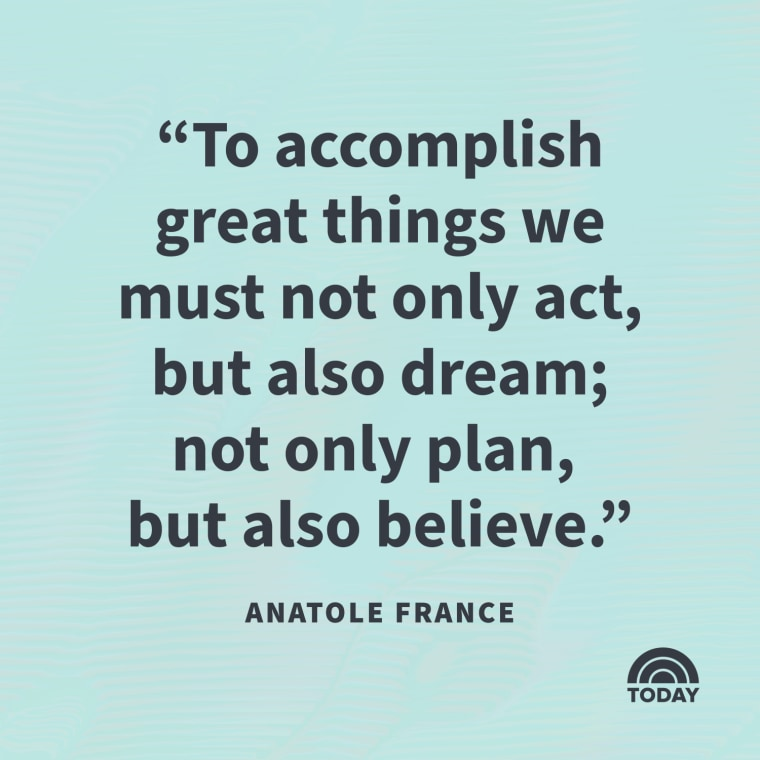 “To accomplish
great things we
must not only act,
but also dream;
not only plan,
but also believe.”
ANATOLE FRANCE
TODAY